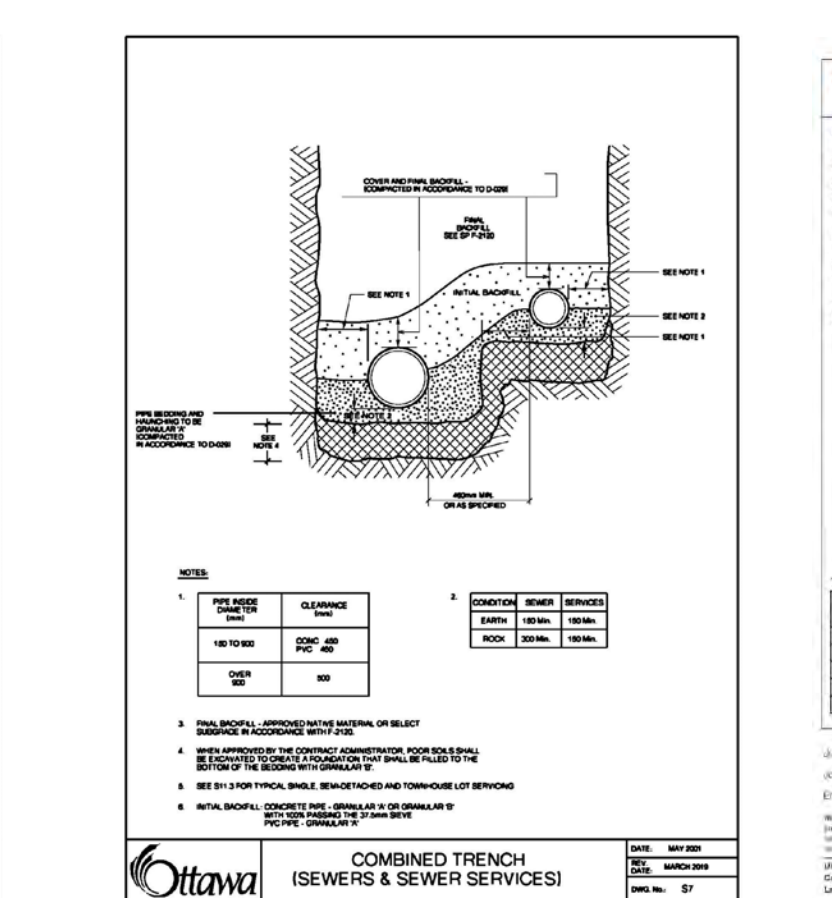 COVER AND FINAL BACKFILL -
(COMPACTED IN ACCORDANCE TO D-029)
FINAL
BACKFILL
SEE SP F-2120
SEE NOTE 1
SEE NOTE 1
INITIAL BACKFILL
SEE NOTE 2
SEE NOTE 1
PIPE BEDDING AND
HAUNCHING TO BE
GRANULAR 'A'
(COMPACTED
IN ACCORDANCE TO D-029)
SEE NOTE 2
SEE
NOTE 4
460mm MIN.
OR AS SPECIFIED
NOTES:
1.
PIPE INSIDE
DIAMETER
(mm)
CLEARANCE
(mm)
150 TO 900
CONC 450
PVC 450
OVER
900
500
2.
CONDITION SEWER SERVICES
EARTH 150 Min. 150 Min.
ROCK 300 Min. 150 Min.
3. FINAL BACKFILL - APPROVED NATIVE MATERIAL OR SELECT
SUBGRADE IN ACCORDANCE WITH F-2120.
4. WHEN APPROVED BY THE CONTRACT ADMINISTRATOR, POOR SOILS SHALL
BE EXCAVATED TO CREATE A FOUNDATION THAT SHALL BE FILLED TO THE
BOTTOM OF THE BEDDING WITH GRANULAR 'B'.
5. SEE S11.3 FOR TYPICAL SINGLE, SEMI-DETACHED AND TOWNHOUSE LOT SERVICING
6. INITIAL BACKFILL: CONCRETE PIPE - GRANULAR 'A' OR GRANULAR 'B'
WITH 100% PASSING THE 37.5mm SIEVE
PVC PIPE - GRANULAR 'A'
Ottawa
COMBINED TRENCH
(SEWERS & SEWER SERVICES)
DATE: MAY 2001
REV.
DATE: MARCH 2019
DWG. No.: S7